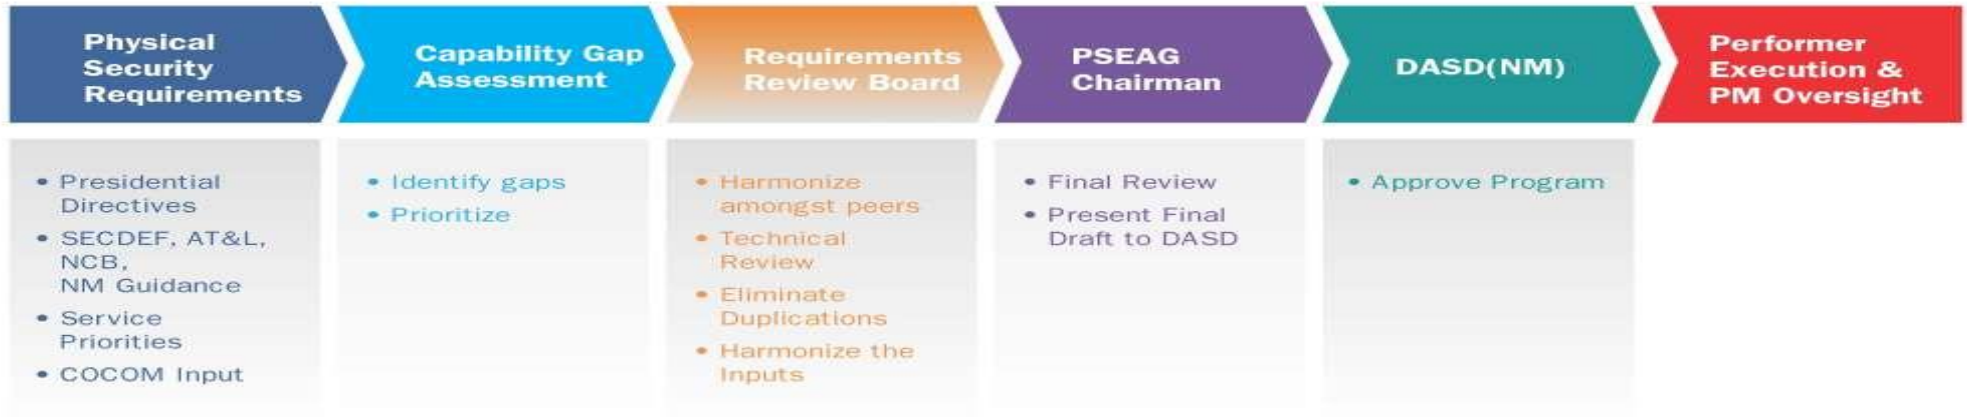 Physical
Security
Requirements
Capability Gap
Assessment
Requirements
Review Board
PSEAG
Chairman
DASD(NM)
Performer
Execution &
PM Oversight
• Presidential
Directives
• SECDEF, AT&L,
NCB,
NM Guidance
• Service
Priorities
• COCOM Input
• Identify gaps
• Prioritize
• Harmonize
amongst peers
• Technical
Review
• Eliminate
Duplications
• Harmonize the
Inputs
• Final Review
• Present Final
Draft to DASD
• Approve Program